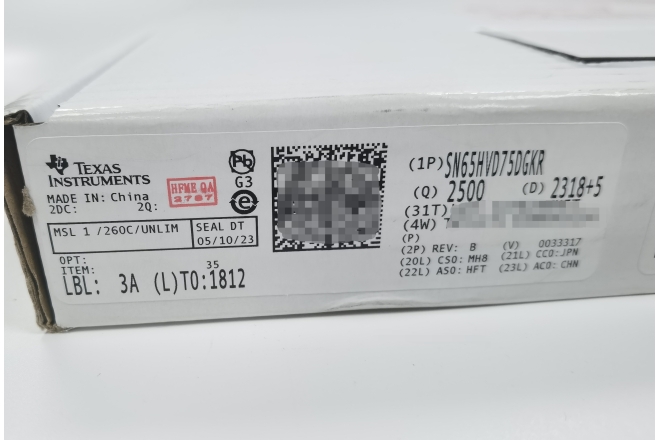 TEXAS
INSTRUMENTS
MADE IN: China
2DC: 2Q:
HFME QA
2767
Pb
G3
e
MSL 1 /260C/UNLIM
SEAL DT
05/10/23
OPT:
ITEM: 35
LBL: 3A (L)TO:1812
(1P) SN65HVD75DGKR
(Q) 2500 (D) 2318+5
(31T)
(4W) T
(P)
(2P) REV: B (V) 0033317
(20L) CSO: MH8 (21L) CCO:JPN
(22L) ASO: HFT (23L) ACO: CHN